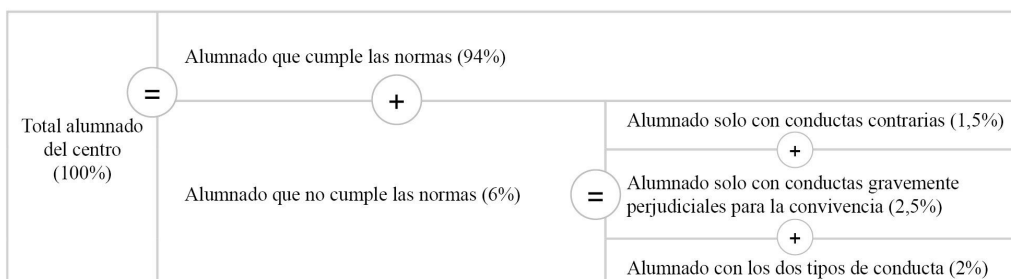 Total alumnado
del centro
(100%)
=
Alumnado que cumple las normas (94%)
+
Alumnado que no cumple las normas (6%)
=
Alumnado solo con conductas contrarias (1,5%)
+
Alumnado solo con conductas gravemente
perjudiciales para la convivencia (2,5%)
+
Alumnado con los dos tipos de conducta (2%)